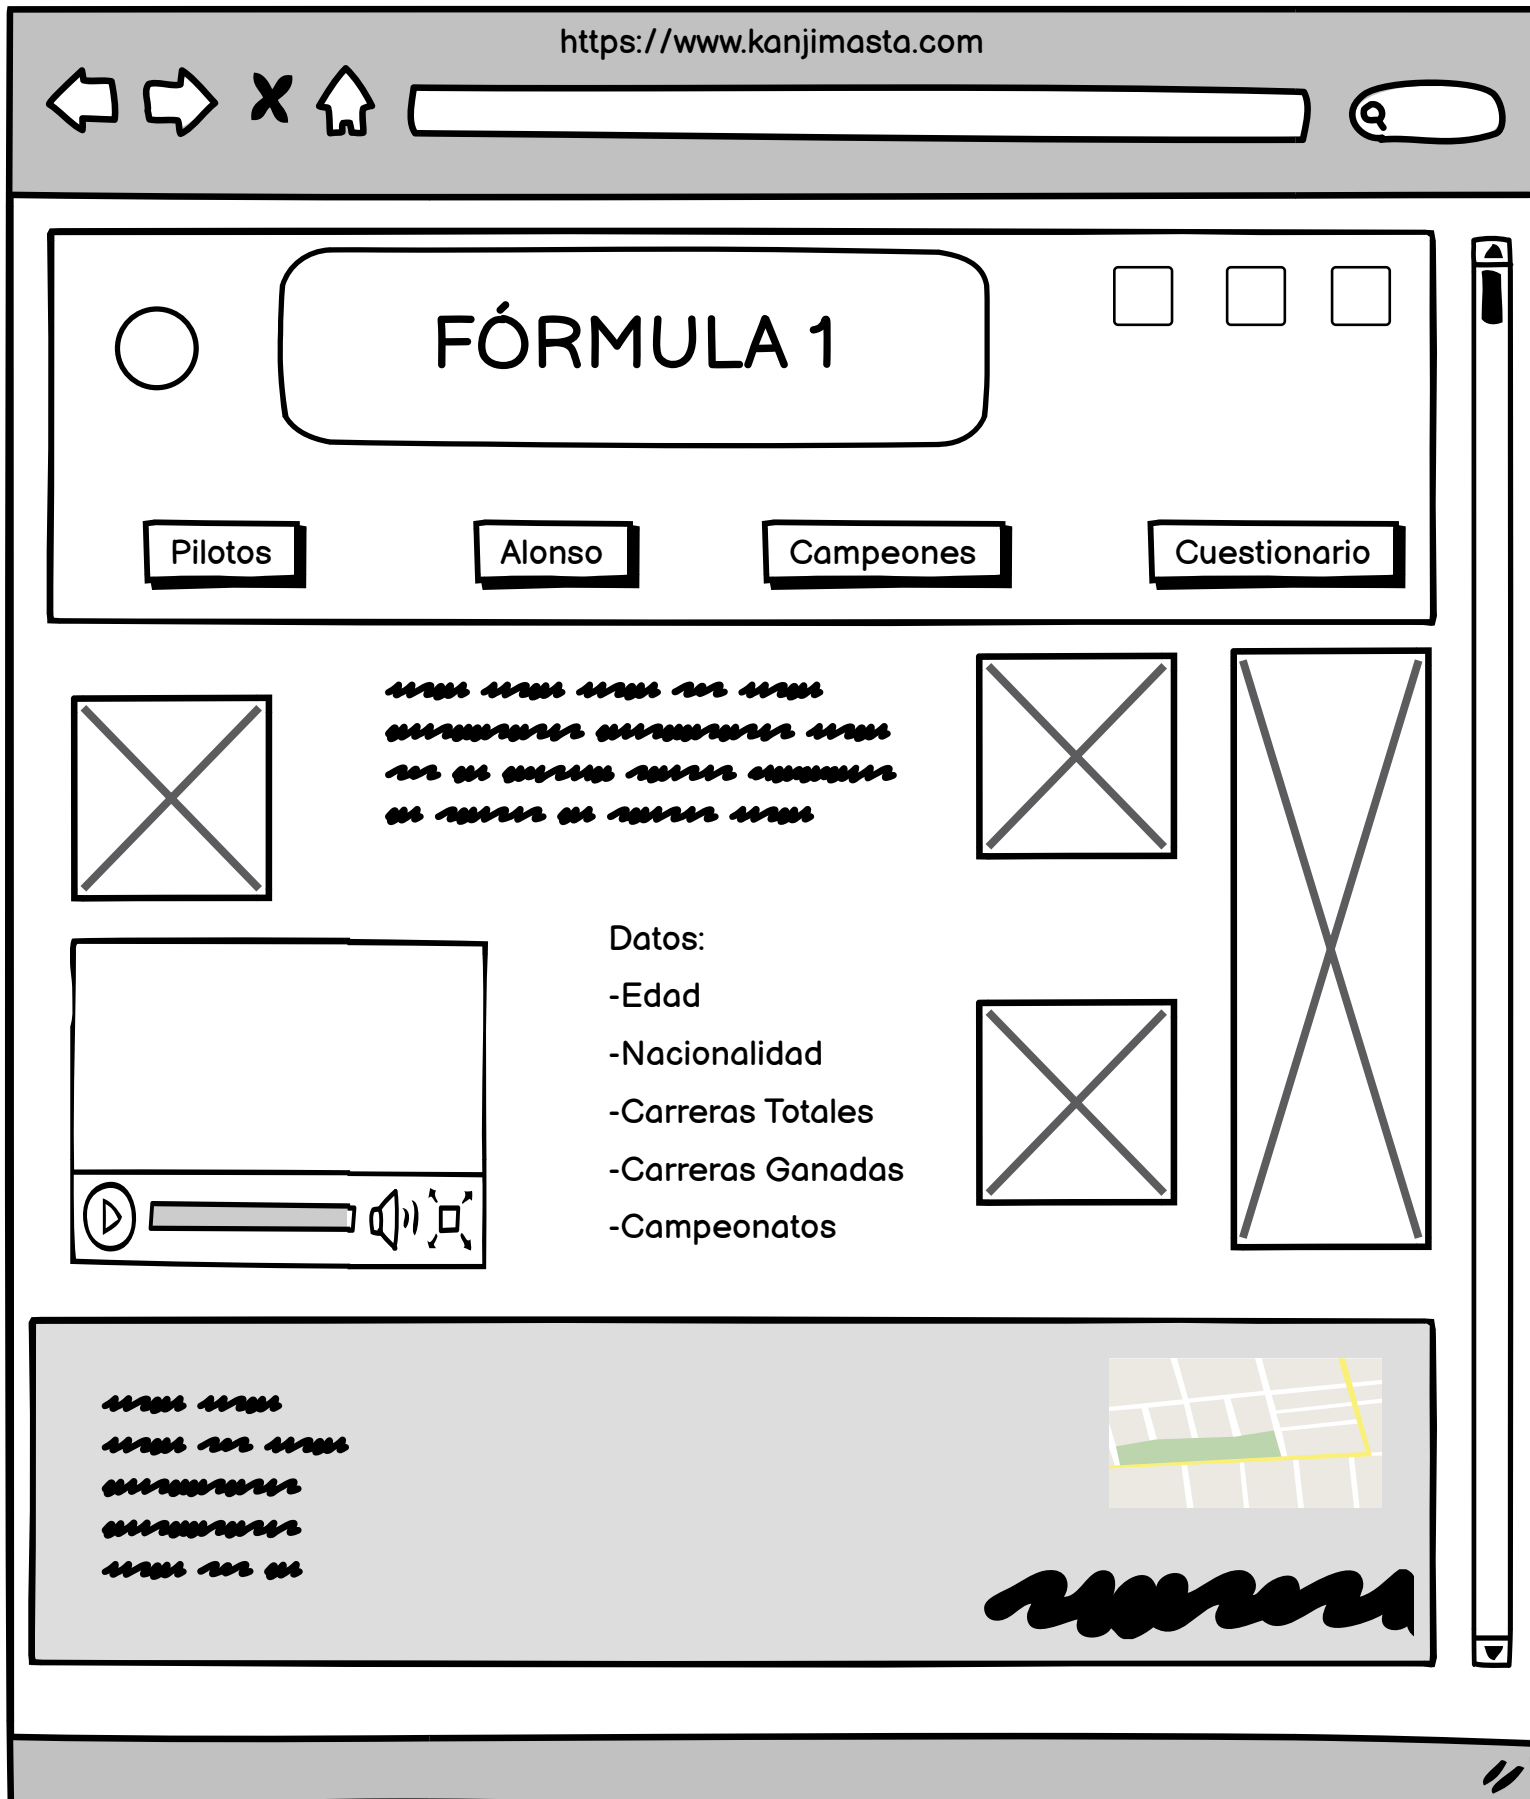 https://www.kanjimasta.com
FÓRMULA 1
Pilotos
Alonso
Campeones
Cuestionario
Datos:
-Edad
-Nacionalidad
-Carreras Totales
-Carreras Ganadas
-Campeonatos